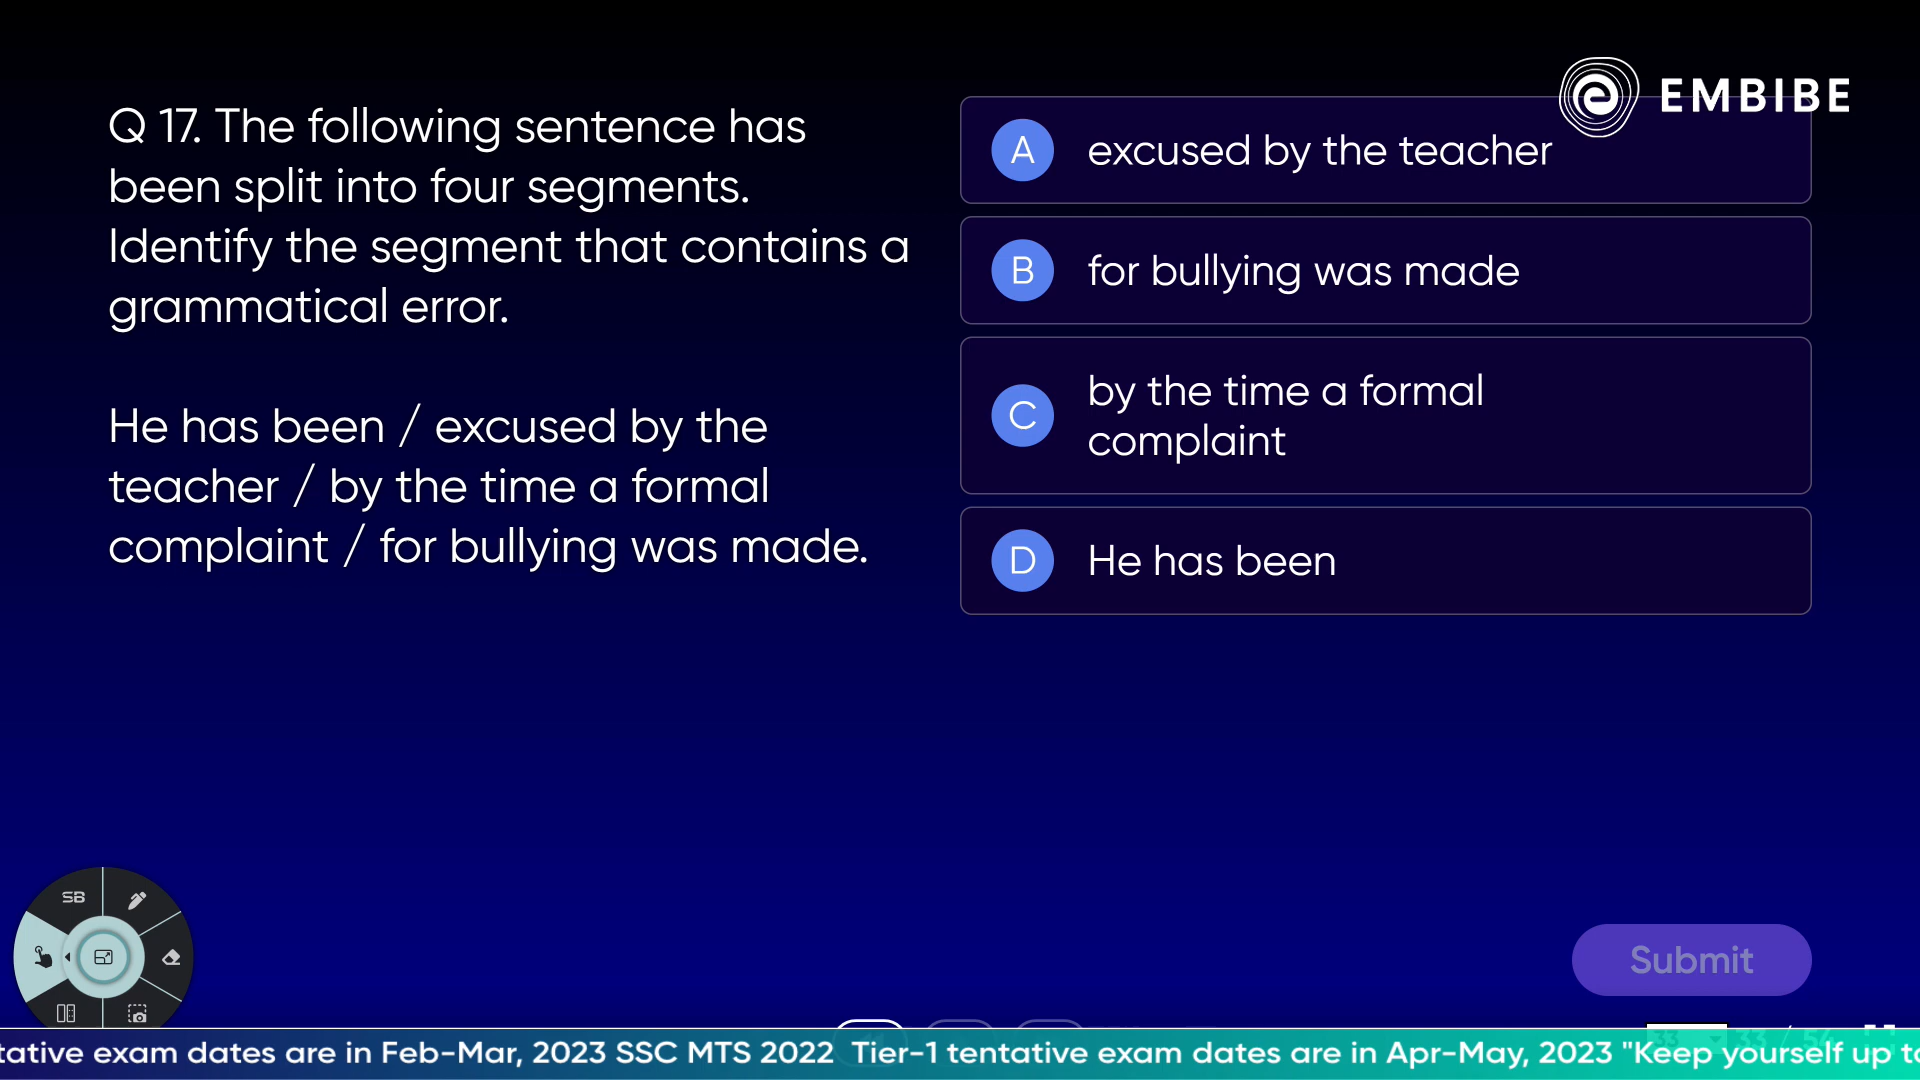 EMBIBE
Q 17. The following sentence has
been split into four segments.
Identify the segment that contains a
grammatical error.
He has been / excused by the
teacher / by the time a formal
complaint / for bullying was made.
A excused by the teacher
B for bullying was made
C by the time a formal
complaint
D He has been
SB
Submit
tative exam dates are in Feb-Mar, 2023 SSC MTS 2022 Tier-1 tentative exam dates are in Apr-May, 2023 "Keep yourself up